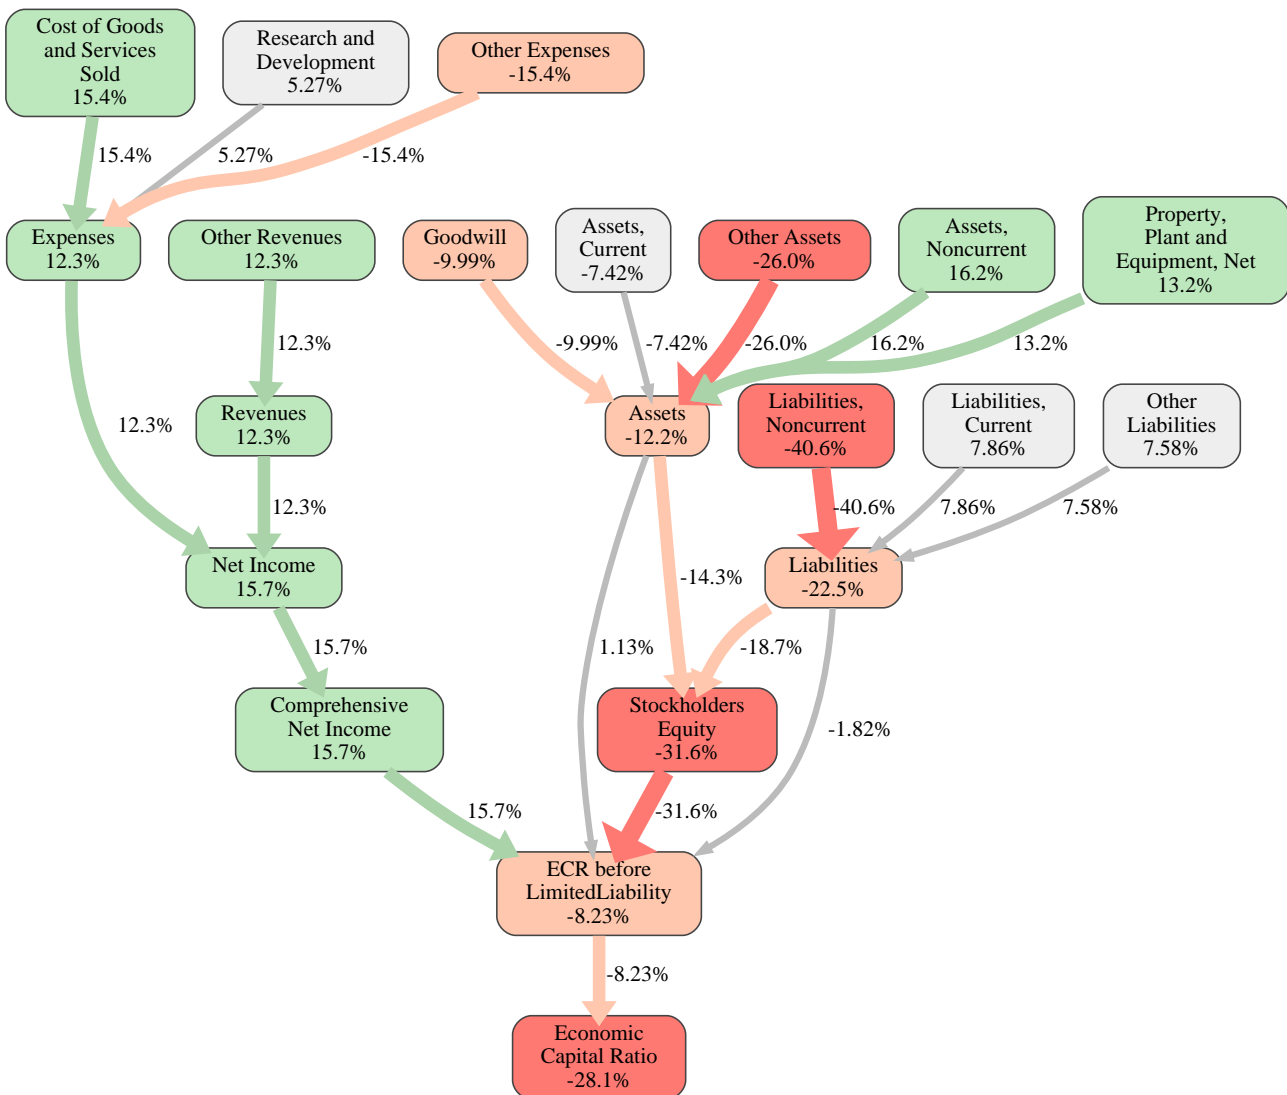 Cost of Goods
and Services
Sold
15.4%
Research and
Development
5.27%
Other Expenses
-15.4%
15.4%
5.27%
-15.4%
Expenses
12.3%
Other Revenues
12.3%
Goodwill
-9.99%
Assets,
Current
-7.42%
Other Assets
-26.0%
Assets,
Noncurrent
16.2%
Property,
Plant and
Equipment, Net
13.2%
12.3%
-9.99%
-7.42%
-26.0%
16.2%
13.2%
12.3%
Revenues
12.3%
Assets
-12.2%
Liabilities,
Noncurrent
-40.6%
Liabilities,
Current
7.86%
Other
Liabilities
7.58%
12.3%
-40.6%
7.86%
7.58%
Net Income
15.7%
-14.3%
Liabilities
-22.5%
15.7%
1.13%
-18.7%
Comprehensive
Net Income
15.7%
Stockholders
Equity
-31.6%
-1.82%
15.7%
-31.6%
ECR before
LimitedLiability
-8.23%
-8.23%
Economic
Capital Ratio
-28.1%